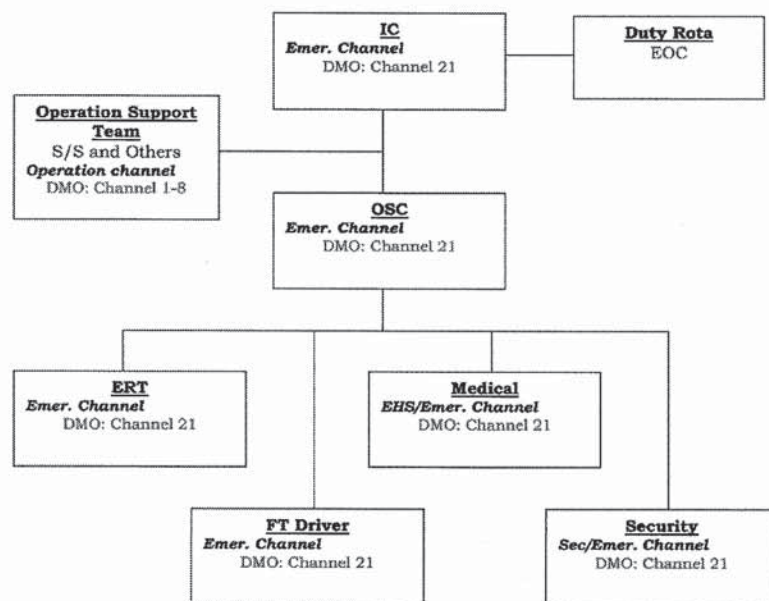 IC
Emer. Channel
DMO: Channel 21
Duty Rota
EOC
Operation Support
Team
S/S and Others
Operation channel
DMO: Channel 1-8
OSC
Emer. Channel
DMO: Channel 21
ERT
Emer. Channel
DMO: Channel 21
Medical
EHS/Emer. Channel
DMO: Channel 21
FT Driver
Emer. Channel
DMO: Channel 21
Security
Sec/Emer. Channel
DMO: Channel 21